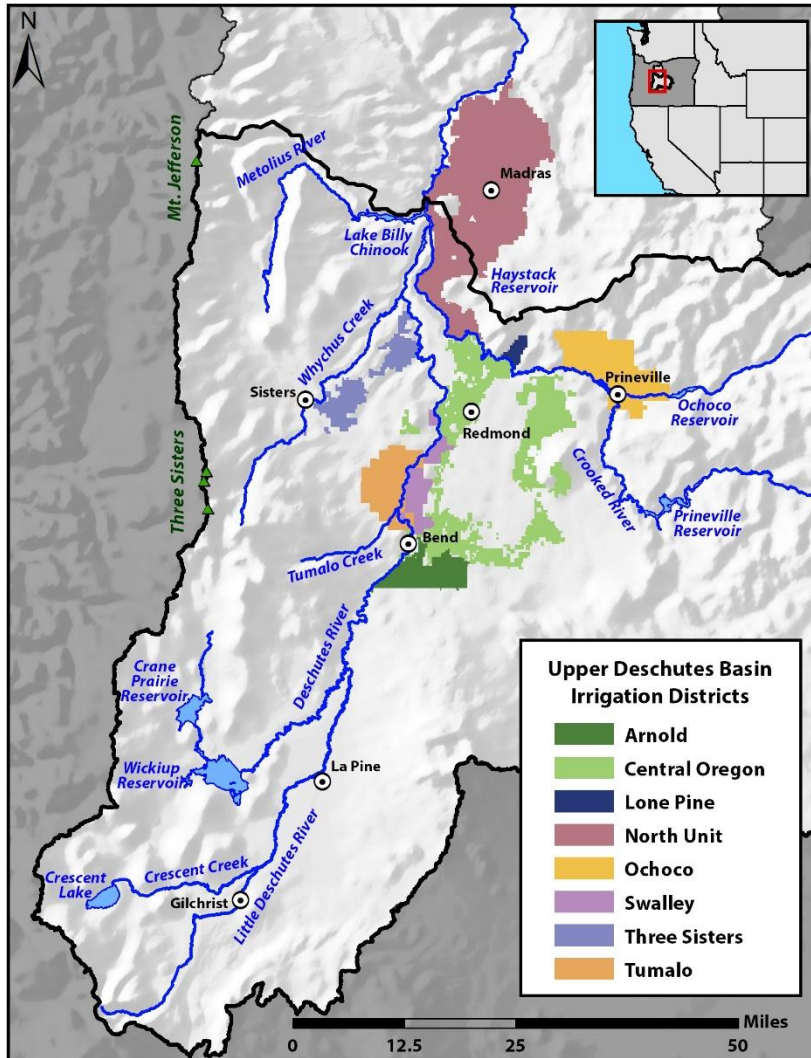 N
Mt. Jefferson
Metolius River
Madras
Lake Billy
Chinook
Haystack
Reservoir
Whychus Creek
Sisters
Prineville
Redmond
Ochoco
Reservoir
Three Sisters
Crooked River
Prineville
Reservoir
Bend
Tumalo Creek
Deschutes River
Crane
Prairie
Reservoir
Wickiup
Reservoir
La Pine
Crescent Creek
Crescent
Lake
Gilchrist
Little Deschutes River
Upper Deschutes Basin
Irrigation Districts
Arnold
Central Oregon
Lone Pine
North Unit
Ochoco
Swalley
Three Sisters
Tumalo
Miles
0 12.5 25 50